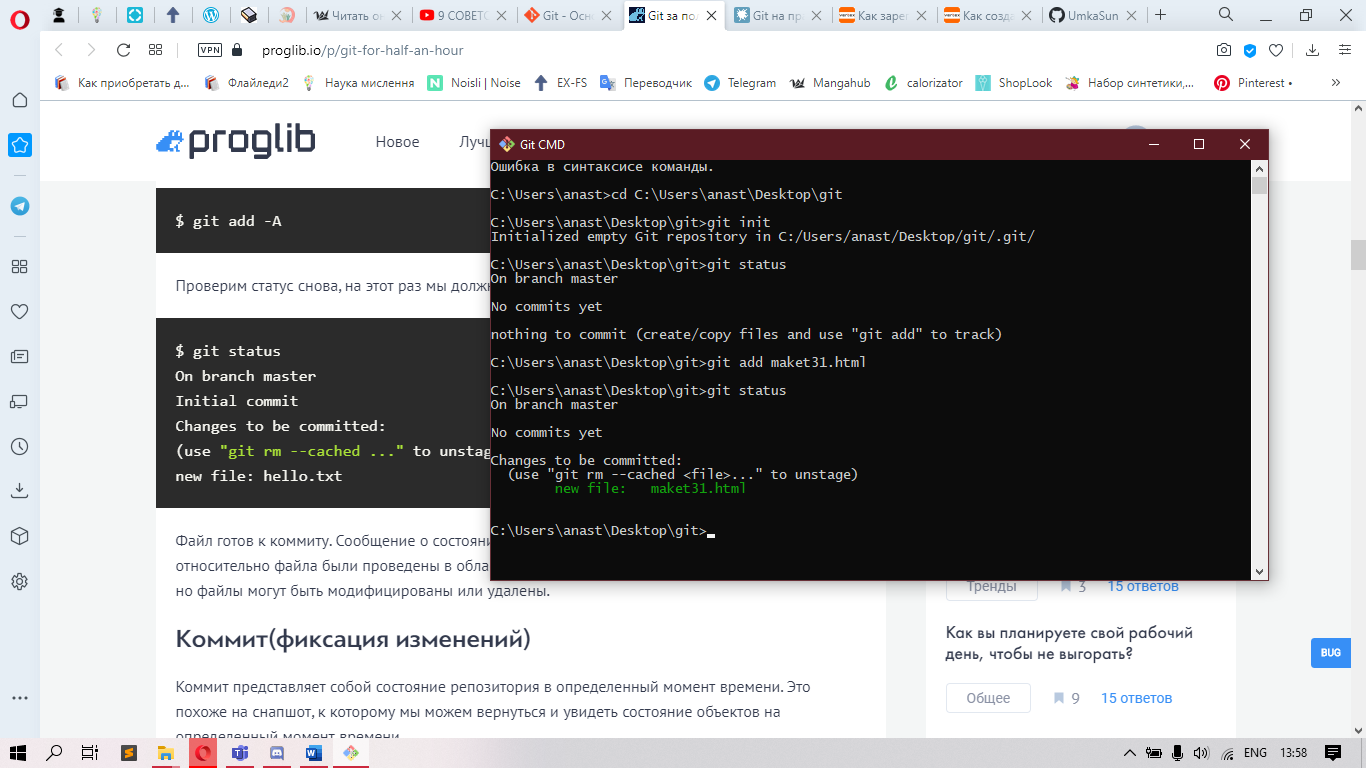 Читать он
9 СОВЕТО
Git - Осно
Git за пол
Git на пра
Как зарег
Как созда
UmkaSun
VPN
proglib.io/p/git-for-half-an-hour
Как приобретать д...
Флайледи2
Наука мислення
Noisli | Noise
EX-FS
Переводчик
Telegram
Mangahub
calorizator
ShopLook
Набор синтетики,...
Pinterest •
»
proglib
Новое
Лучш
$ git add -A
Проверим статус снова, на этот раз мы должн
$ git status
On branch master
Initial commit
Changes to be committed:
(use "git rm --cached ..." to unstag
new file: hello.txt
Файл готов к коммиту. Сообщение о состояни
относительно файла были проведены в обла
но файлы могут быть модифицированы или удалены.
Коммит(фиксация изменений)
Коммит представляет собой состояние репозитория в определенный момент времени. Это
похоже на снапшот, к которому мы можем вернуться и увидеть состояние объектов на
определенный момент времени.
Git CMD
Ошибка в синтаксисе команды.
C:\Users\anast>cd C:\Users\anast\Desktop\git
C:\Users\anast\Desktop\git>git init
Initialized empty Git repository in C:/Users/anast/Desktop/git/.git/
C:\Users\anast\Desktop\git>git status
On branch master
No commits yet
nothing to commit (create/copy files and use "git add" to track)
C:\Users\anast\Desktop\git>git add maket31.html
C:\Users\anast\Desktop\git>git status
On branch master
No commits yet
Changes to be committed:
(use "git rm --cached <file>..." to unstage)
new file: maket31.html
C:\Users\anast\Desktop\git>
Тренды
3
15 ответов
Как вы планируете свой рабочий
день, чтобы не выгорать?
Общее
9
15 ответов
BUG
ENG
13:58